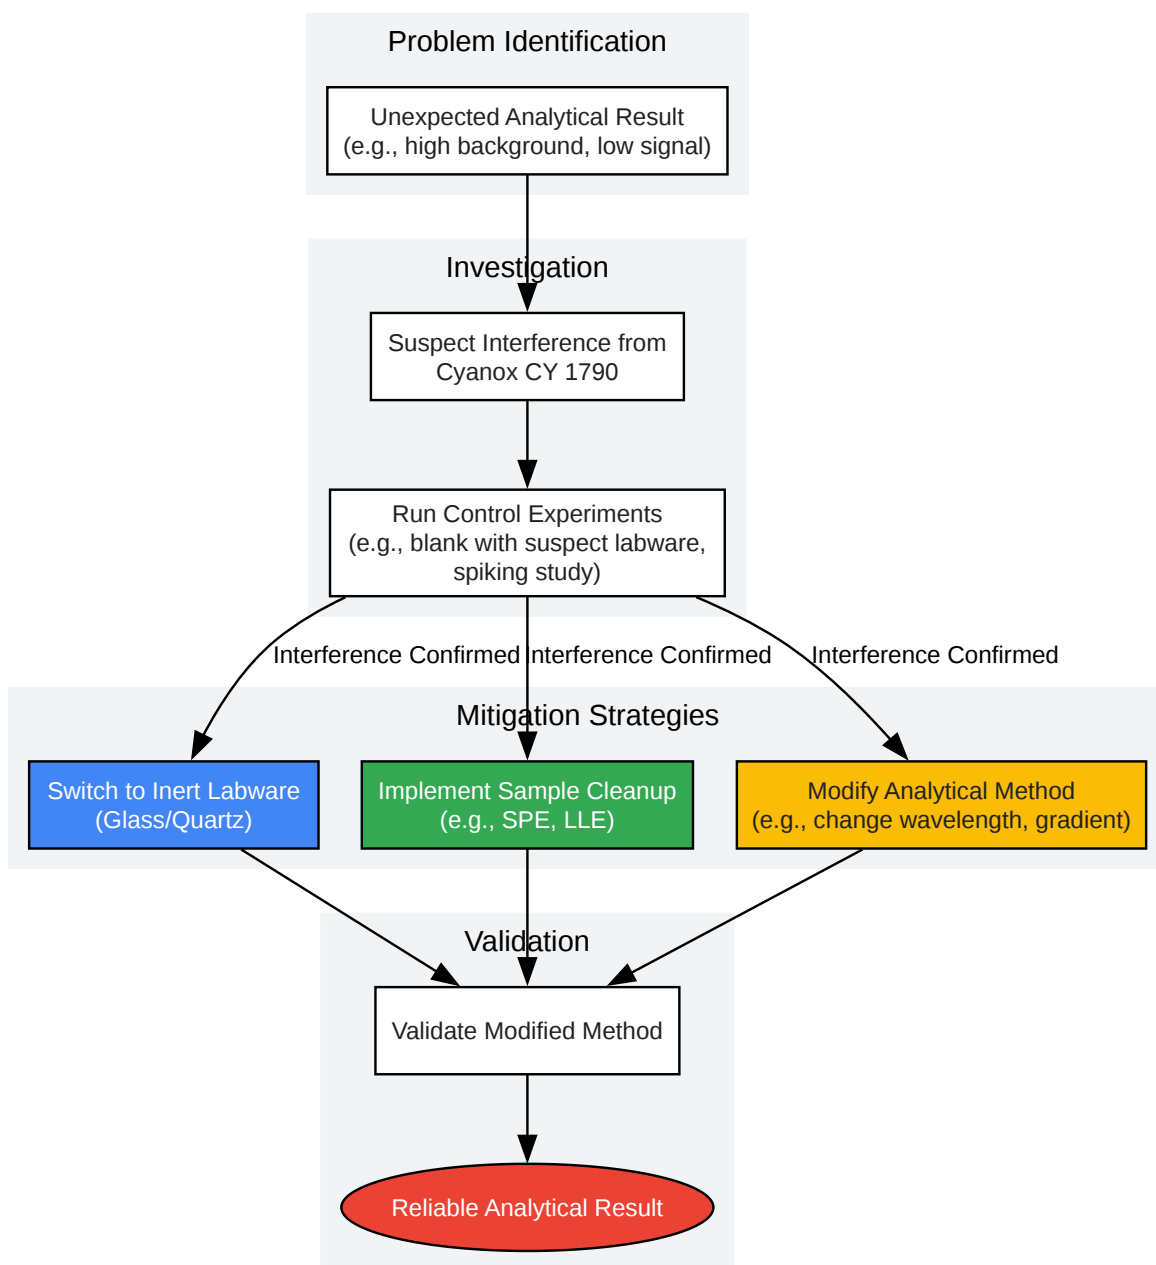 Problem Identification
Unexpected Analytical Result
(e.g., high background, low signal)
Investigation
Suspect Interference from
Cyanox CY 1790
Run Control Experiments
(e.g., blank with suspect labware,
spiking study)
Interference Confirmed
Interference Confirmed
Interference Confirmed
Mitigation Strategies
Switch to Inert Labware
(Glass/Quartz)
Implement Sample Cleanup
(e.g., SPE, LLE)
Modify Analytical Method
(e.g., change wavelength, gradient)
Validation
Validate Modified Method
Reliable Analytical Result